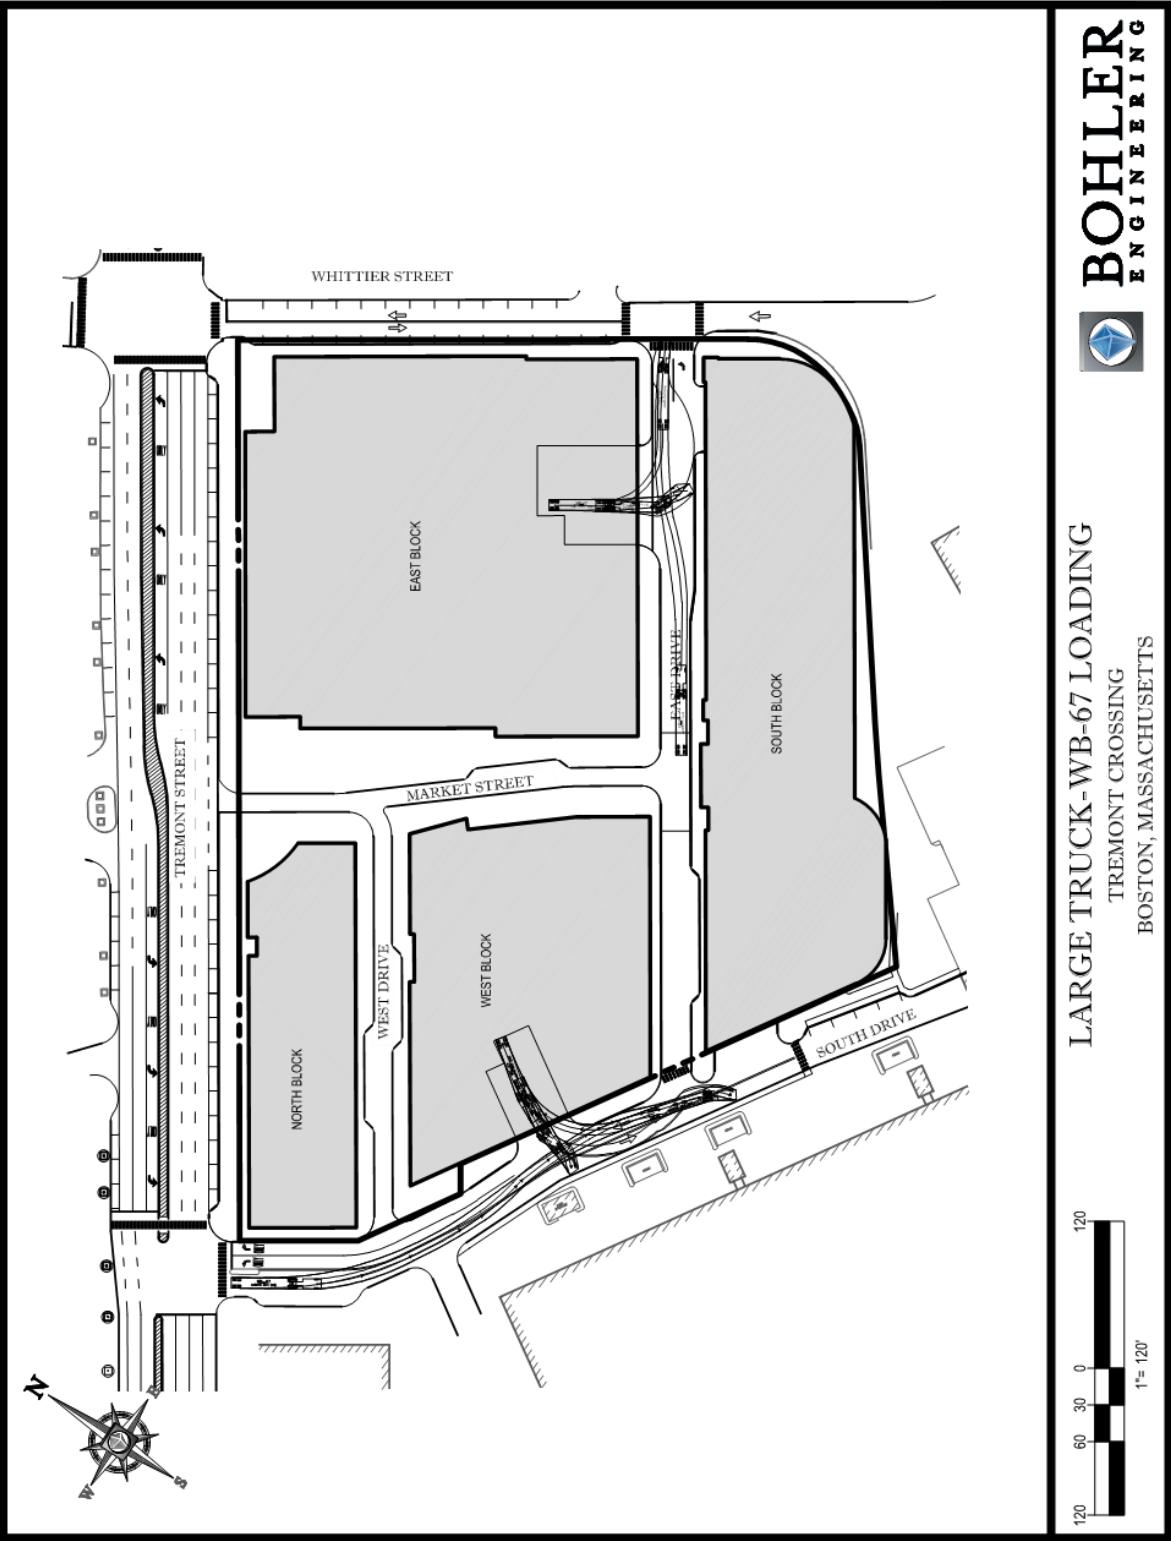 WHITTIER STREET
TREMONT STREET
EAST BLOCK
EAST DRIVE
SOUTH BLOCK
MARKET STREET
WEST DRIVE
WEST BLOCK
NORTH BLOCK
SOUTH DRIVE
N
E
S
W
BOHLER
ENGINEERING
LARGE TRUCK-WB-67 LOADING
TREMONT CROSSING
BOSTON, MASSACHUSETTS
120 60 30 0 120
1"= 120'